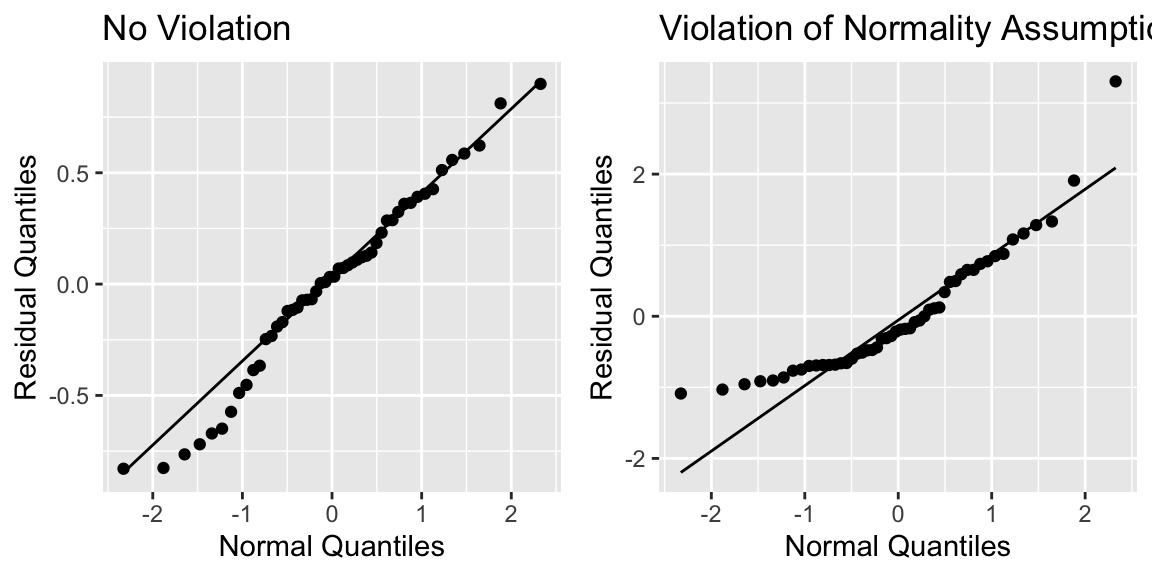 No Violation
Residual Quantiles
0.5
0.0
-0.5
-2 -1 0 1 2
Normal Quantiles
Violation of Normality Assumptio
Residual Quantiles
2
0
-2
-2 -1 0 1 2
Normal Quantiles